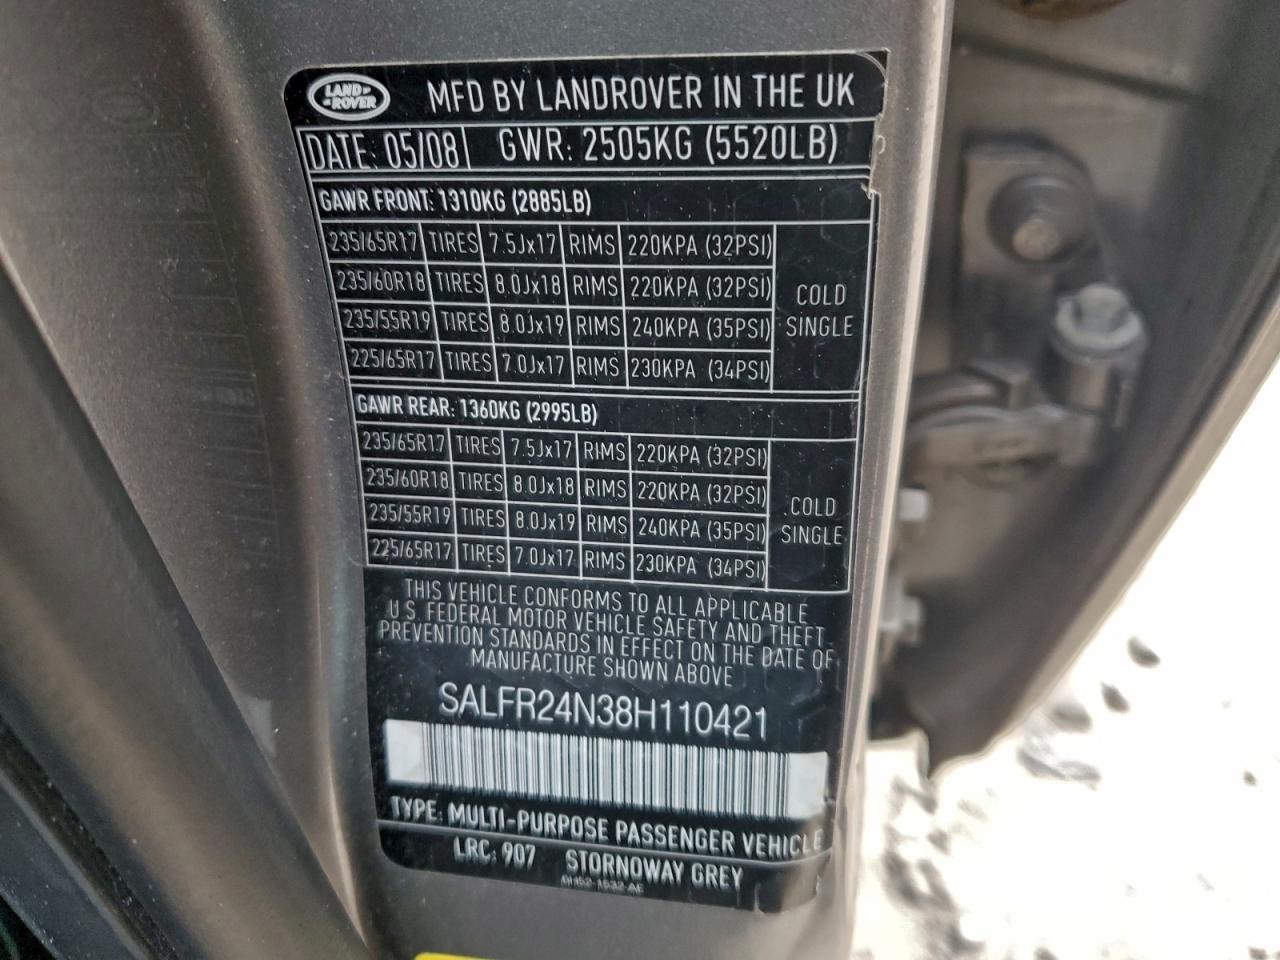 LAND-
-ROVER
MFD BY LANDROVER IN THE UK
DATE: 05/08 GWR: 2505KG (5520LB)
GAWR FRONT: 1310KG (2885LB)
235/65R17 TIRES 7.5Jx17 RIMS 220KPA (32PSI)
235/60R18 TIRES 8.0Jx18 RIMS 220KPA (32PSI)
235/55R19 TIRES 8.0Jx19 RIMS 240KPA (35PSI)
225/65R17 TIRES 7.0Jx17 RIMS 230KPA (34PSI)
COLD
SINGLE
GAWR REAR: 1360KG (2995LB)
235/65R17 TIRES 7.5Jx17 RIMS 220KPA (32PSI)
235/60R18 TIRES 8.0Jx18 RIMS 220KPA (32PSI)
235/55R19 TIRES 8.0Jx19 RIMS 240KPA (35PSI)
225/65R17 TIRES 7.0Jx17 RIMS 230KPA (34PSI)
COLD
SINGLE
THIS VEHICLE CONFORMS TO ALL APPLICABLE
U.S. FEDERAL MOTOR VEHICLE SAFETY AND THEFT
PREVENTION STANDARDS IN EFFECT ON THE DATE OF
MANUFACTURE SHOWN ABOVE
SALFR24N38H110421
TYPE: MULTI-PURPOSE PASSENGER VEHICLE
LRC: 907 STORNOWAY GREY